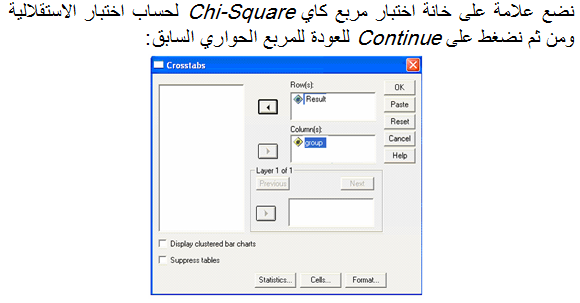 نضع علامة على خانة اختبار مربع كاي Chi-Square لحساب اختبار الاستقلالية
ومن ثم نضغط على Continue للعودة للمربع الحواري السابق:
Crosstabs
Row(s):
Result
OK
Paste
Reset
Column(s):
group
Cancel
Help
Layer 1 of 1
Previous
Next
Display clustered bar charts
Suppress tables
Statistics...
Cells...
Format...